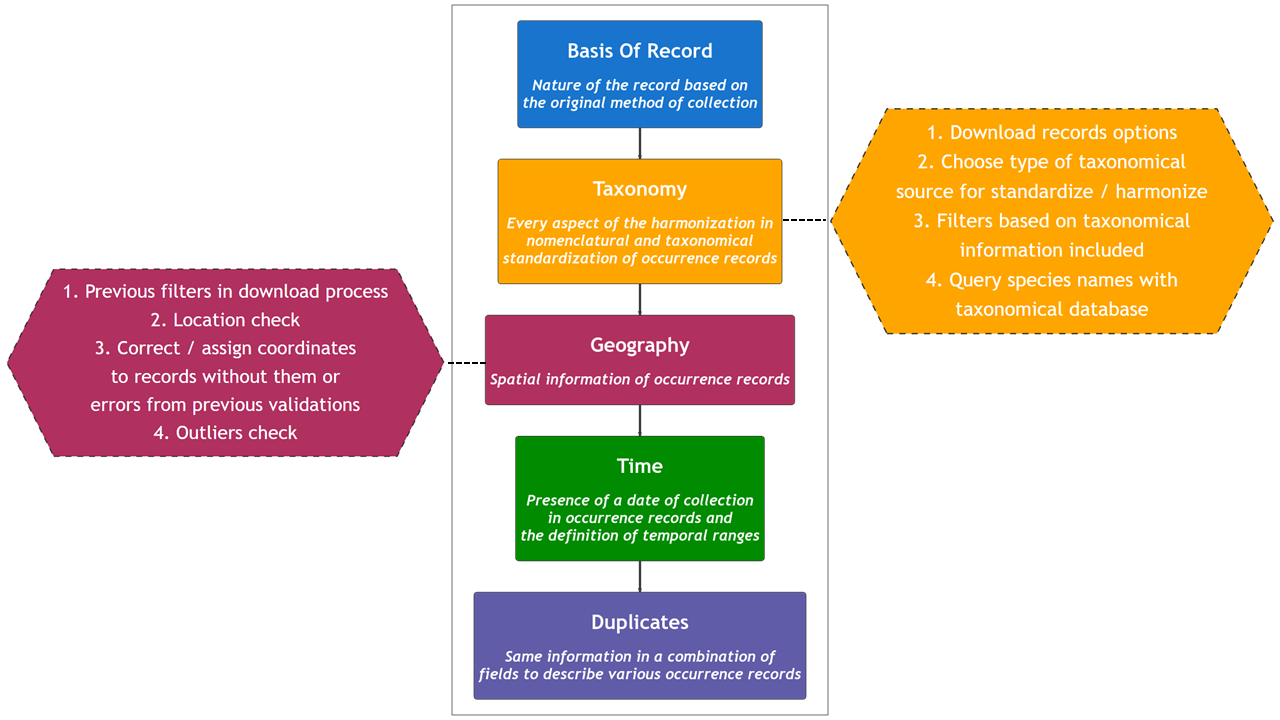 Basis Of Record
Nature of the record based on
the original method of collection
Taxonomy
Every aspect of the harmonization in
nomenclatural and taxonomical
standardization of occurrence records
1. Download records options
2. Choose type of taxonomical
source for standardize / harmonize
3. Filters based on taxonomical
information included
4. Query species names with
taxonomical database
Geography
Spatial information of occurrence records
1. Previous filters in download process
2. Location check
3. Correct / assign coordinates
to records without them or
errors from previous validations
4. Outliers check
Time
Presence of a date of collection
in occurrence records and
the definition of temporal ranges
Duplicates
Same information in a combination of
fields to describe various occurrence records